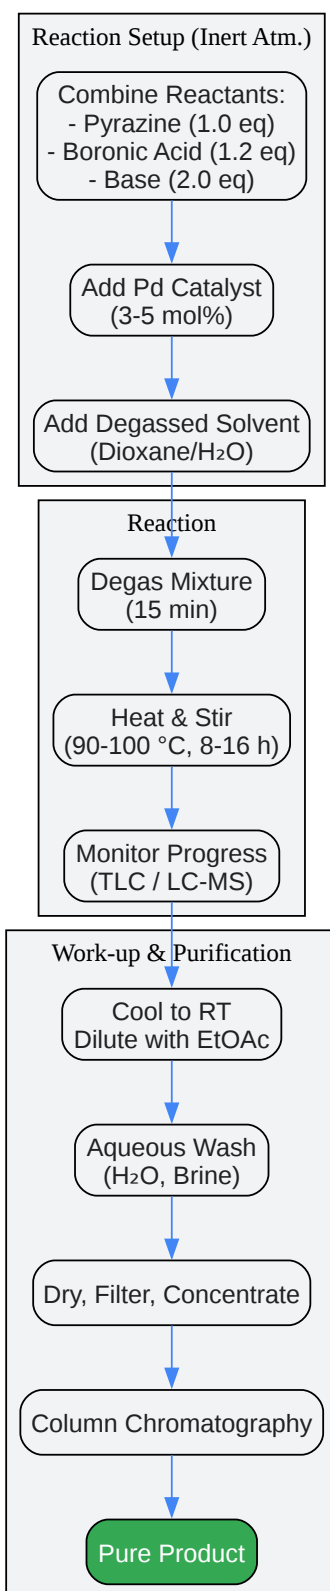 Reaction Setup (Inert Atm.)
Combine Reactants:
- Pyrazine (1.0 eq)
- Boronic Acid (1.2 eq)
- Base (2.0 eq)
Add Pd Catalyst
(3-5 mol%)
Add Degassed Solvent
(Dioxane/H₂O)
Reaction
Degas Mixture
(15 min)
Heat & Stir
(90-100 °C, 8-16 h)
Monitor Progress
(TLC / LC-MS)
Work-up & Purification
Cool to RT
Dilute with EtOAc
Aqueous Wash
(H₂O, Brine)
Dry, Filter, Concentrate
Column Chromatography
Pure Product